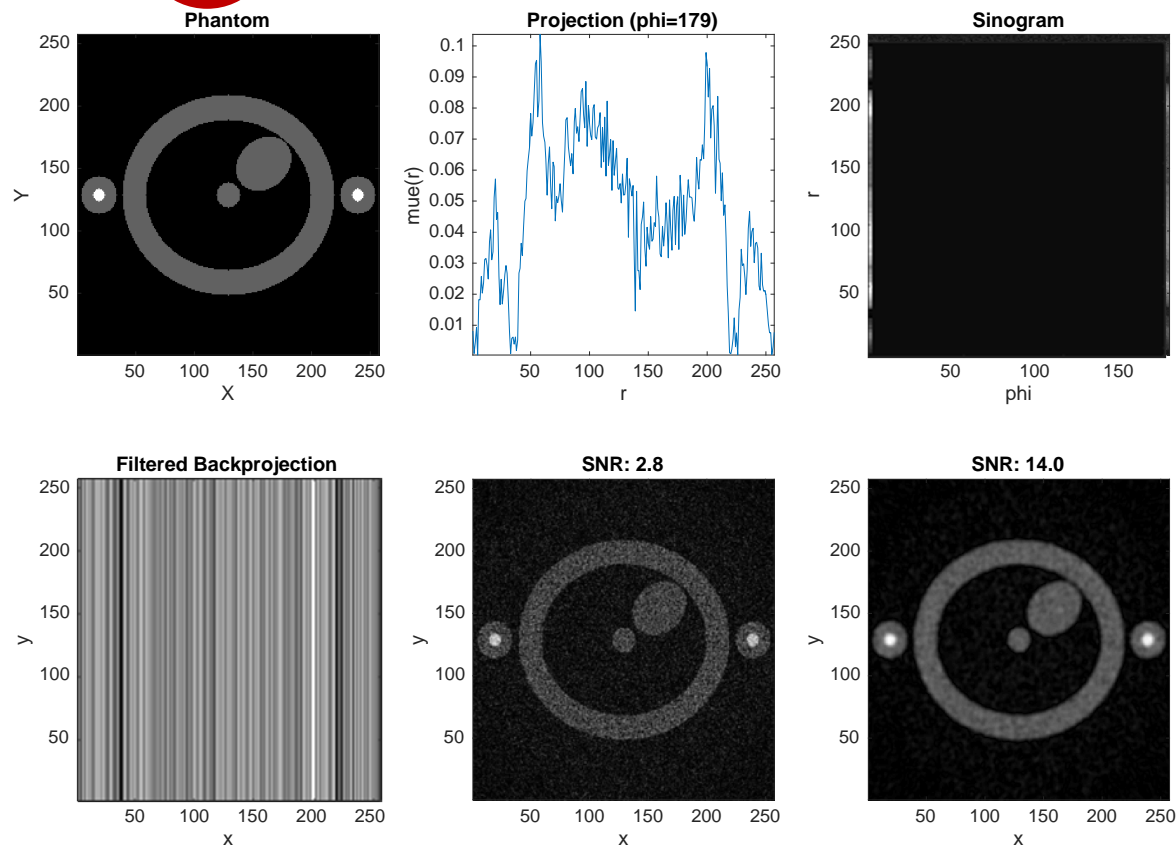 Phantom
250
200
150
100
50
Y
50 100 150 200 250
X
Projection (phi=179)
0.1
0.09
0.08
0.07
0.06
0.05
0.04
0.03
0.02
0.01
mue(r)
50 100 150 200 250
r
Sinogram
250
200
150
100
50
r
50 100 150
phi
Filtered Backprojection
250
200
150
100
50
y
50 100 150 200 250
x
SNR: 2.8
250
200
150
100
50
y
50 100 150 200 250
x
SNR: 14.0
250
200
150
100
50
y
50 100 150 200 250
x